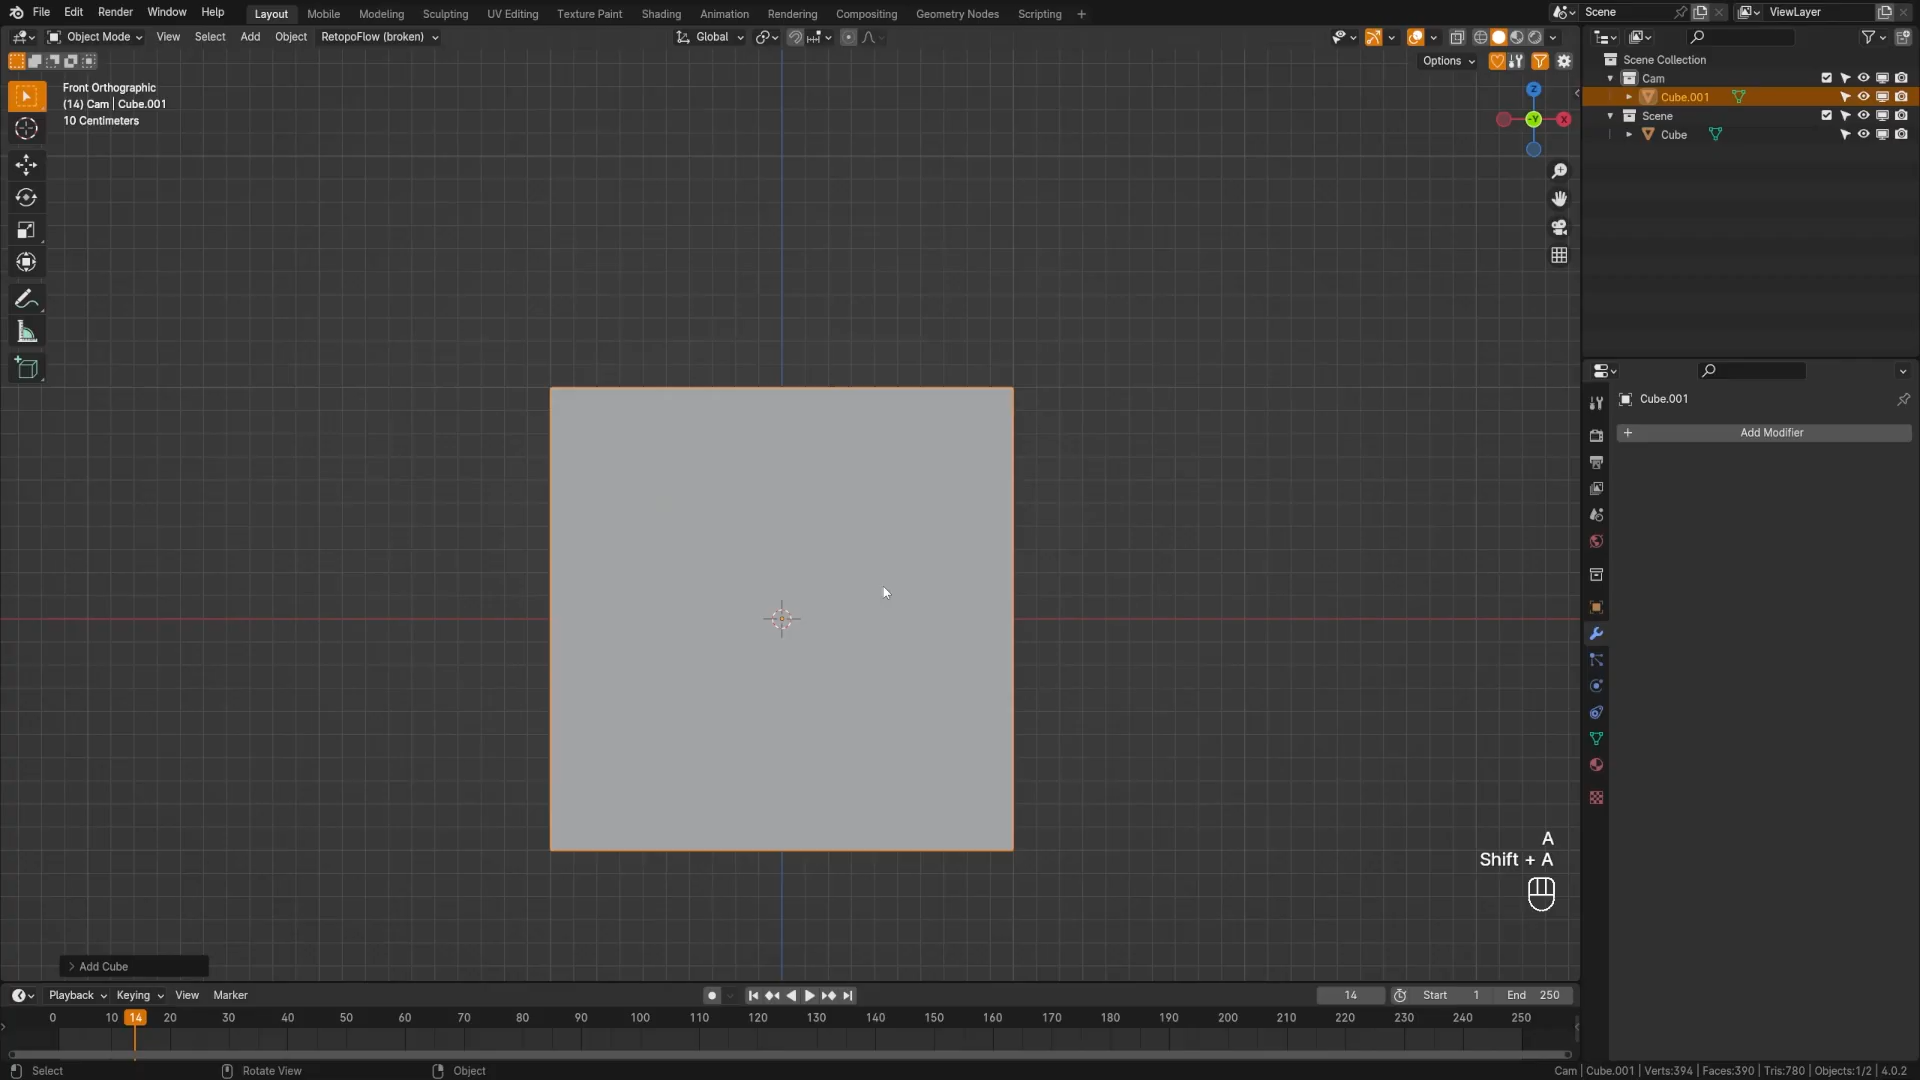 File Edit Render Window Help Layout Mobile Modeling Sculpting UV Editing Texture Paint Shading Animation Rendering Compositing Geometry Nodes Scripting + Scene ViewLayer
Object Mode View Select Add Object RetopoFlow (broken) Global
Options
Front Orthographic
(14) Cam | Cube.001
10 Centimeters
Z
-Y
X
Scene Collection
Cam
Cube.001
Scene
Cube
Cube.001
+ Add Modifier
A
Shift + A
> Add Cube
Playback Keying View Marker 14 Start 1 End 250
0 10 14 20 30 40 50 60 70 80 90 100 110 120 130 140 150 160 170 180 190 200 210 220 230 240 250
Select Rotate View Object Cam | Cube.001 | Verts:394 | Faces:390 | Tris:780 | Objects:1/2 | 4.0.2